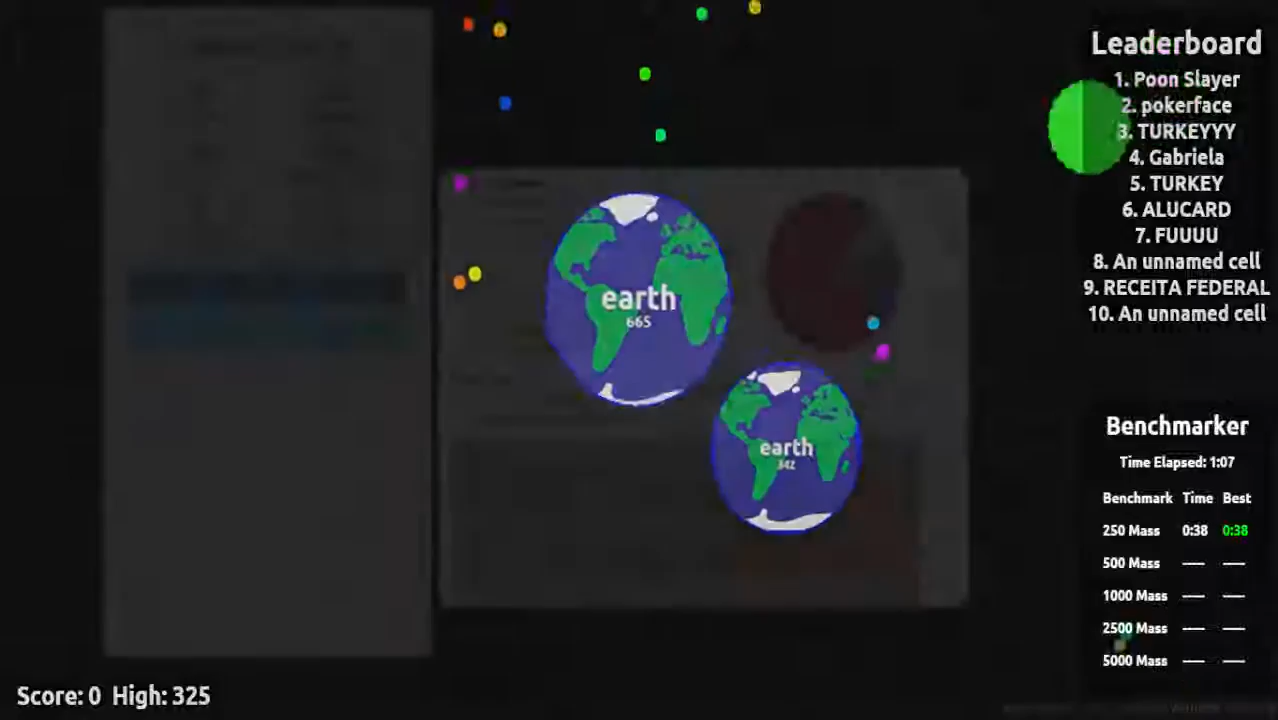 Leaderboard
1. Poon Slayer
2. pokerface
3. TURKEYYY
4. Gabriela
5. TURKEY
6. ALUCARD
7. FUUUU
8. An unnamed cell
9. RECEITA FEDERAL
10. An unnamed cell
earth
665
earth
342
Benchmarker
Time Elapsed: 1:07
Benchmark Time Best
250 Mass 0:38 0:38
500 Mass — —
1000 Mass — —
2500 Mass — —
5000 Mass — —
Score: 0 High: 325